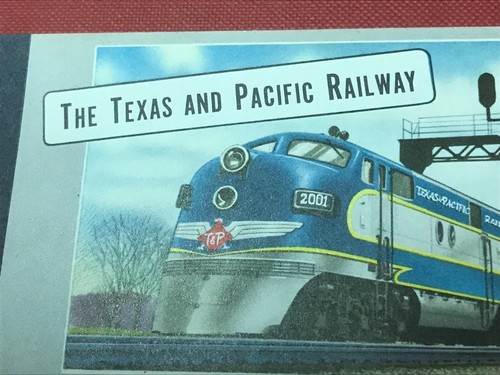 The Texas and Pacific Railway
2001
Texas & Pacific
T&P